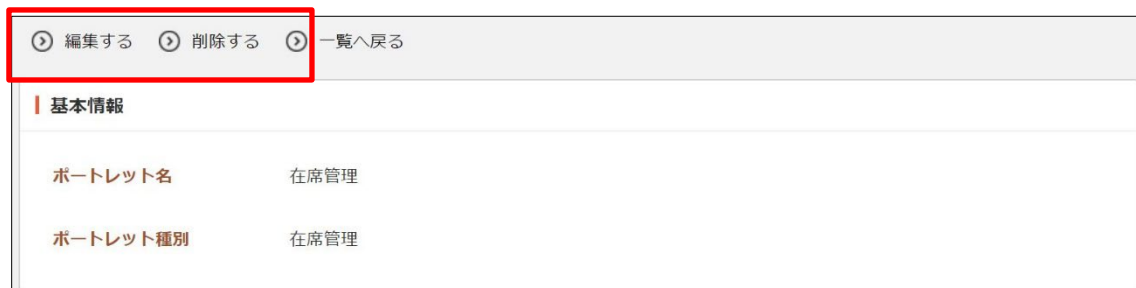 編集する 削除する 一覧へ戻る
基本情報
ポートレット名 在席管理
ポートレット種別 在席管理